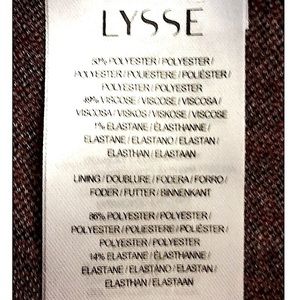 LYSSE
50% POLYESTER / POLYESTER /
POLYESTER / POLIESTERE / POLIÉSTER /
POLYESTER / POLYESTER
49% VISCOSE / VISCOSE / VISCOSA /
VISCOSA / VISKOS / VISKOSE / VISCOSE
1% ELASTANE / ÉLASTHANNE /
ELASTANE / ELASTANO / ELASTAN /
ELASTHAN / ELASTAAN
LINING / DOUBLURE / FODERA / FORRO /
FODER / FUTTER / BINNENKANT
86% POLYESTER / POLYESTER /
POLYESTER / POLIESTERE / POLIÉSTER /
POLYESTER / POLYESTER
14% ELASTANE / ÉLASTHANNE /
ELASTANE / ELASTANO / ELASTAN /
ELASTHAN / ELASTAAN